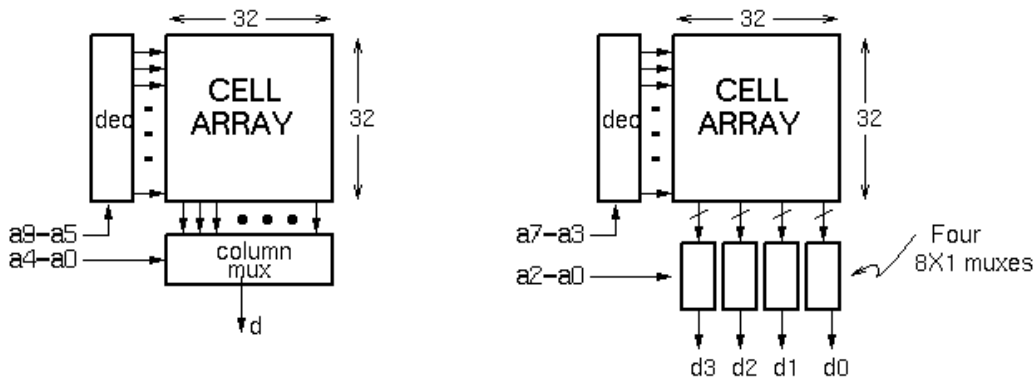 32
CELL
ARRAY
dec
32
a9-a5
a4-a0
column
mux
d
32
CELL
ARRAY
dec
32
a7-a3
a2-a0
Four
8X1 muxes
d3 d2 d1 d0